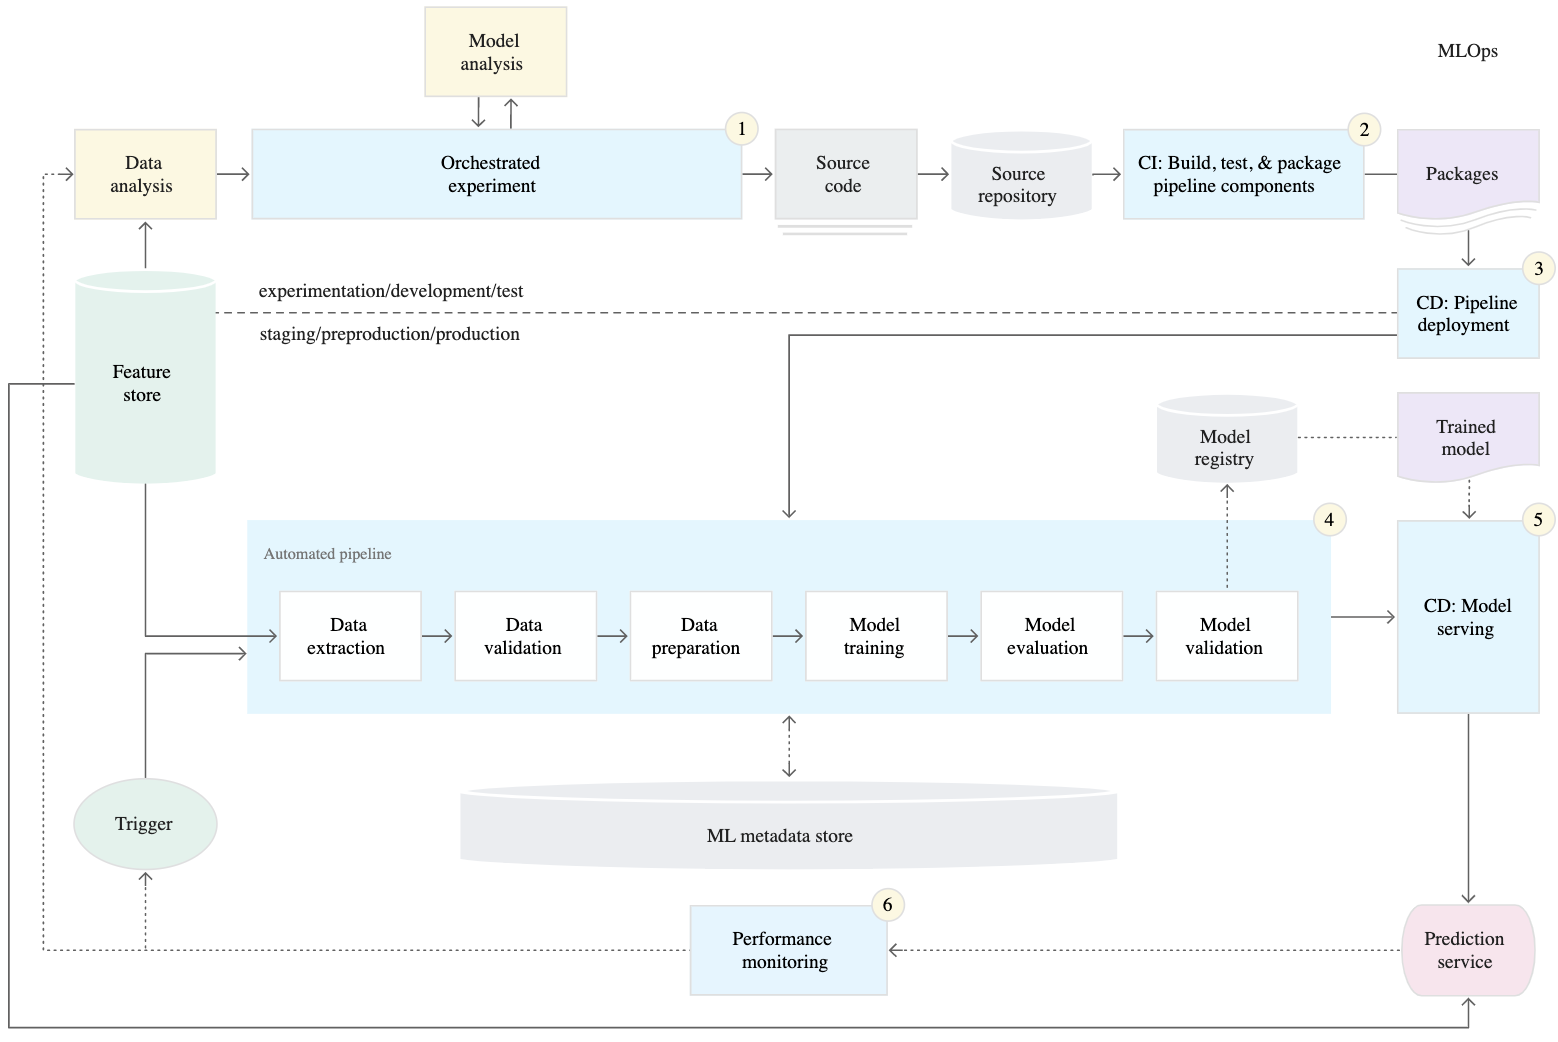 Model
analysis
MLOps
1
2
Data
analysis
Orchestrated
experiment
Source
code
Source
repository
CI: Build, test, & package
pipeline components
Packages
3
experimentation/development/test
staging/preproduction/production
CD: Pipeline
deployment
Feature
store
Model
registry
Trained
model
4
5
Automated pipeline
Data
extraction
Data
validation
Data
preparation
Model
training
Model
evaluation
Model
validation
CD: Model
serving
Trigger
ML metadata store
6
Performance
monitoring
Prediction
service